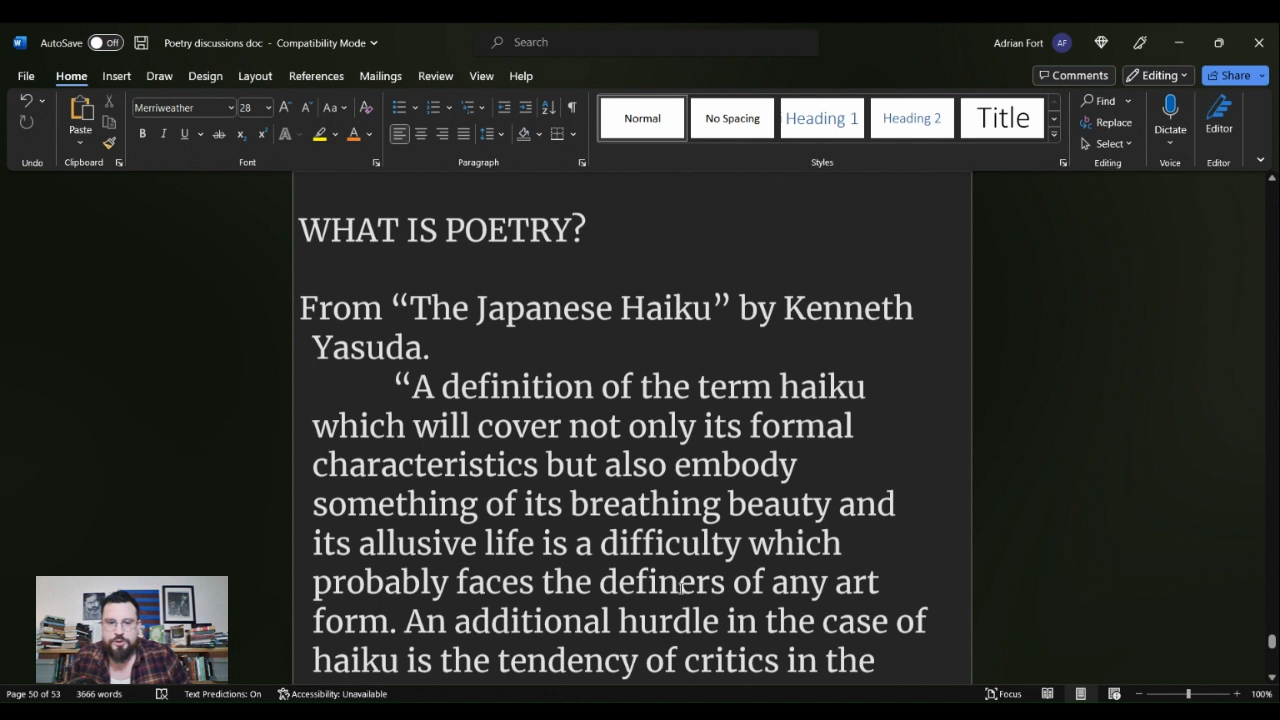 AutoSave Off Poetry discussions doc - Compatibility Mode Search Adrian Fort AF
File Home Insert Draw Design Layout References Mailings Review View Help Comments Editing Share
Merriweather 28 Aa Normal No Spacing Heading 1 Heading 2 Title Find
Paste B I U ab x₂ x² A A Replace Dictate Editor
Select
Undo Clipboard Font Paragraph Styles Editing Voice Editor
WHAT IS POETRY?
From “The Japanese Haiku” by Kenneth
Yasuda.
“A definition of the term haiku
which will cover not only its formal
characteristics but also embody
something of its breathing beauty and
its allusive life is a difficulty which
probably faces the definers of any art
form. An additional hurdle in the case of
haiku is the tendency of critics in the
Page 50 of 53 3666 words Text Predictions: On Accessibility: Unavailable Focus 100%